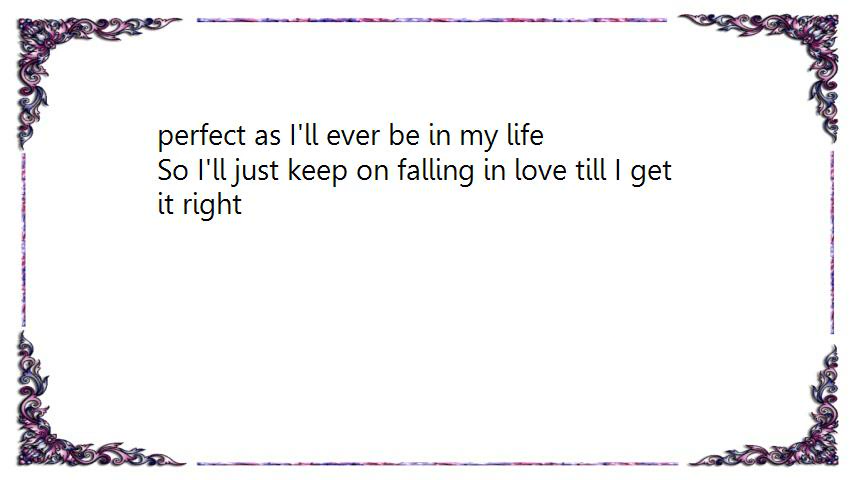 perfect as I'll ever be in my life
So I'll just keep on falling in love till I get
it right